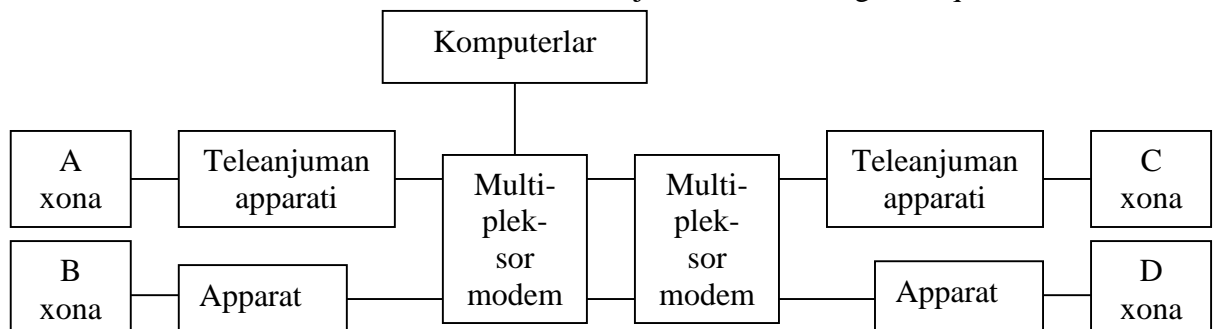 Komputerlar
A
xona
Teleanjuman
apparati
Multi-
plek-
sor
modem
Multi-
plek-
sor
modem
Teleanjuman
apparati
C
xona
B
xona
Apparat
Apparat
D
xona